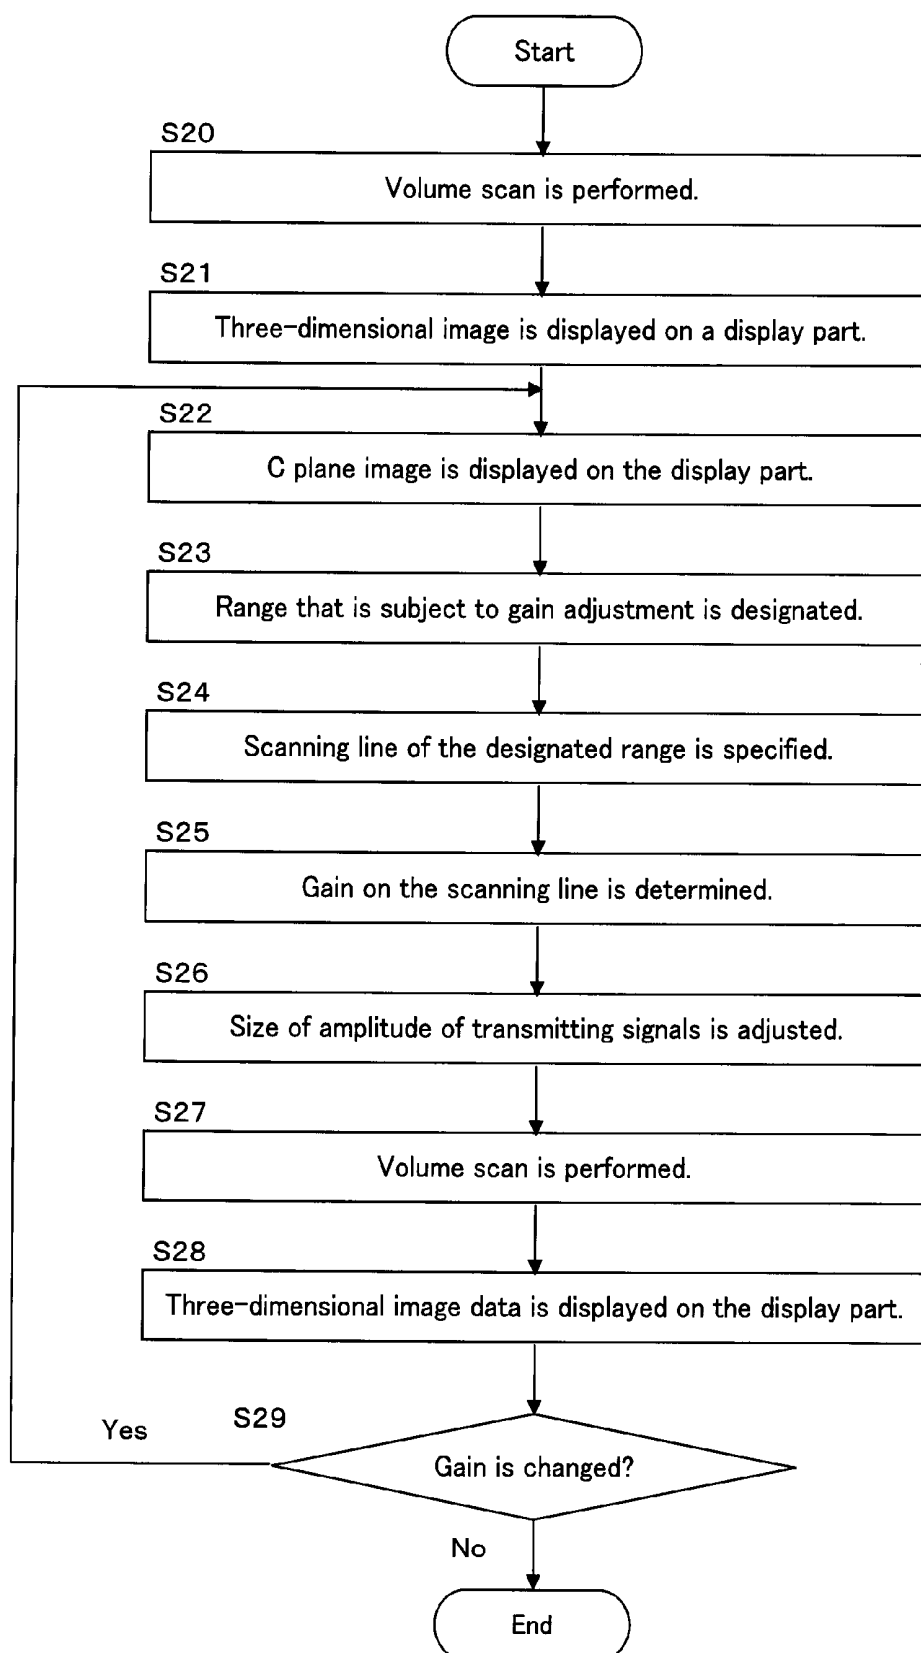 Start
S20
Volume scan is performed.
S21
Three-dimensional image is displayed on a display part.
S22
C plane image is displayed on the display part.
S23
Range that is subject to gain adjustment is designated.
S24
Scanning line of the designated range is specified.
S25
Gain on the scanning line is determined.
S26
Size of amplitude of transmitting signals is adjusted.
S27
Volume scan is performed.
S28
Three-dimensional image data is displayed on the display part.
S29
Yes
Gain is changed?
No
End